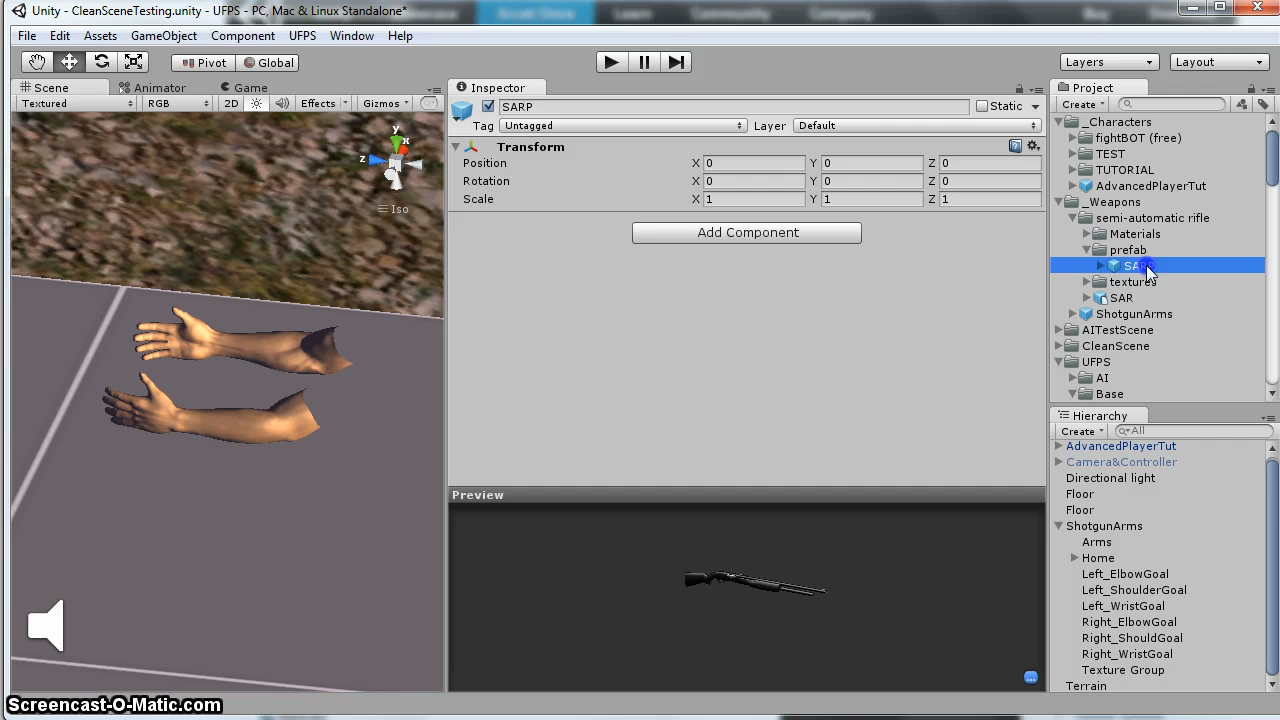 Unity - CleanSceneTesting.unity - UFPS - PC, Mac & Linux Standalone*
File Edit Assets GameObject Component UFPS Window Help
Pivot Global Layers Layout
Scene Animator Game
Textured RGB 2D Effects Gizmos
y
x
z
Iso
Inspector
SARP Static
Tag Untagged Layer Default
Transform
Position X 0 Y 0 Z 0
Rotation X 0 Y 0 Z 0
Scale X 1 Y 1 Z 1
Add Component
Preview
Project
Create
_Characters
fightBOT (free)
TEST
TUTORIAL
AdvancedPlayerTut
_Weapons
semi-automatic rifle
Materials
prefab
SARP
textures
SAR
ShotgunArms
AITestScene
CleanScene
UFPS
AI
Base
Hierarchy
Create All
AdvancedPlayerTut
Camera&Controller
Directional light
Floor
Floor
ShotgunArms
Arms
Home
Left_ElbowGoal
Left_ShoulderGoal
Left_WristGoal
Right_ElbowGoal
Right_ShouldGoal
Right_WristGoal
Texture Group
Terrain
Screencast-O-Matic.com